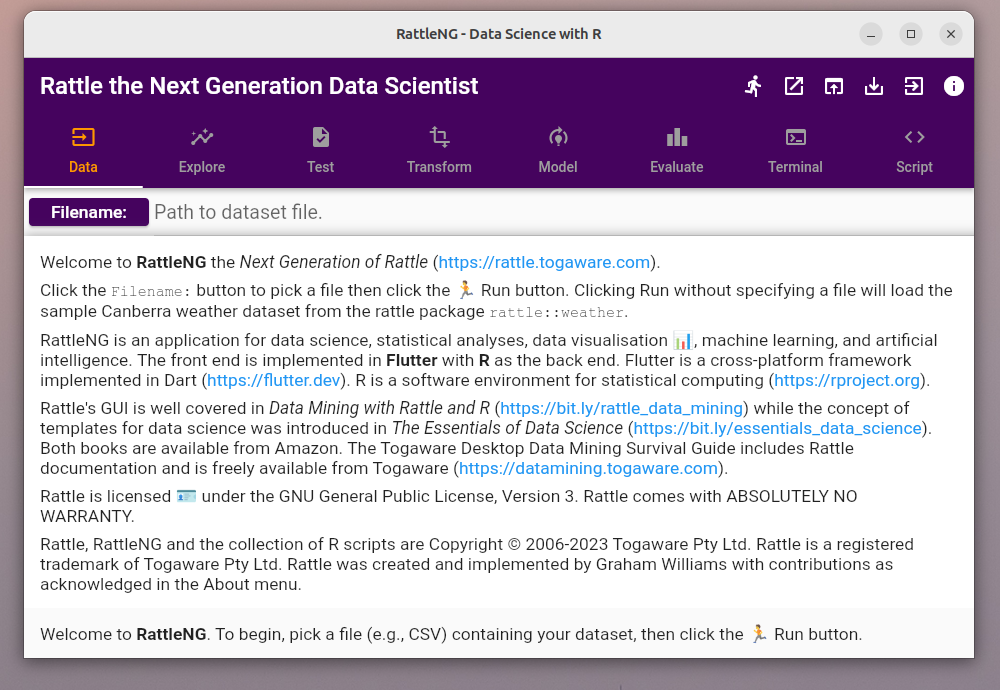 RattleNG - Data Science with R
Rattle the Next Generation Data Scientist
Data Explore Test Transform Model Evaluate Terminal Script
Filename: Path to dataset file.
Welcome to RattleNG the Next Generation of Rattle (https://rattle.togaware.com).
Click the Filename: button to pick a file then click the 🏃 Run button. Clicking Run without specifying a file will load the
sample Canberra weather dataset from the rattle package rattle::weather.
RattleNG is an application for data science, statistical analyses, data visualisation 📊, machine learning, and artificial
intelligence. The front end is implemented in Flutter with R as the back end. Flutter is a cross-platform framework
implemented in Dart (https://flutter.dev). R is a software environment for statistical computing (https://rproject.org).
Rattle's GUI is well covered in Data Mining with Rattle and R (https://bit.ly/rattle_data_mining) while the concept of
templates for data science was introduced in The Essentials of Data Science (https://bit.ly/essentials_data_science).
Both books are available from Amazon. The Togaware Desktop Data Mining Survival Guide includes Rattle
documentation and is freely available from Togaware (https://datamining.togaware.com).
Rattle is licensed 🪪 under the GNU General Public License, Version 3. Rattle comes with ABSOLUTELY NO
WARRANTY.
Rattle, RattleNG and the collection of R scripts are Copyright © 2006-2023 Togaware Pty Ltd. Rattle is a registered
trademark of Togaware Pty Ltd. Rattle was created and implemented by Graham Williams with contributions as
acknowledged in the About menu.
Welcome to RattleNG. To begin, pick a file (e.g., CSV) containing your dataset, then click the 🏃 Run button.